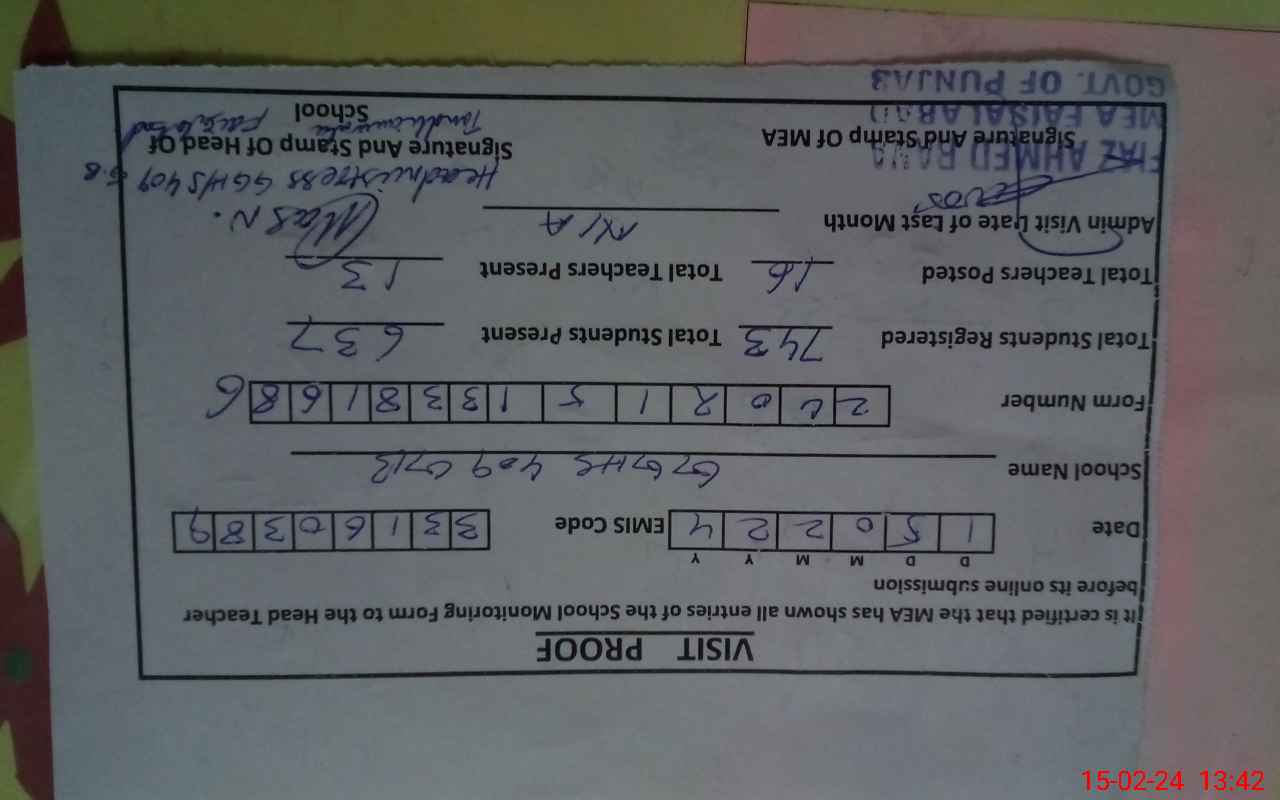 VISIT PROOF
It is certified that the MEA has shown all entries of the School Monitoring Form to the Head Teacher
before its online submission
D D M M Y Y
Date 1 5 0 2 2 4 EMIS Code 3 3 1 6 0 3 8 9
School Name GGHS 409 G/B
Form Number 2 4 0 2 1 5 1 3 3 8 1 6 8 6
Total Students Registered 743 Total Students Present 637
Total Teachers Posted 16 Total Teachers Present 13
Admin Visit Date of Last Month N/A
Headmistress GGHS 409 G.B
Signature And Stamp Of MEA Signature And Stamp Of Head Of
School
FIAZ AHMED RANA
MEA FAISALABAD
GOVT. OF PUNJAB
15-02-24 13:42